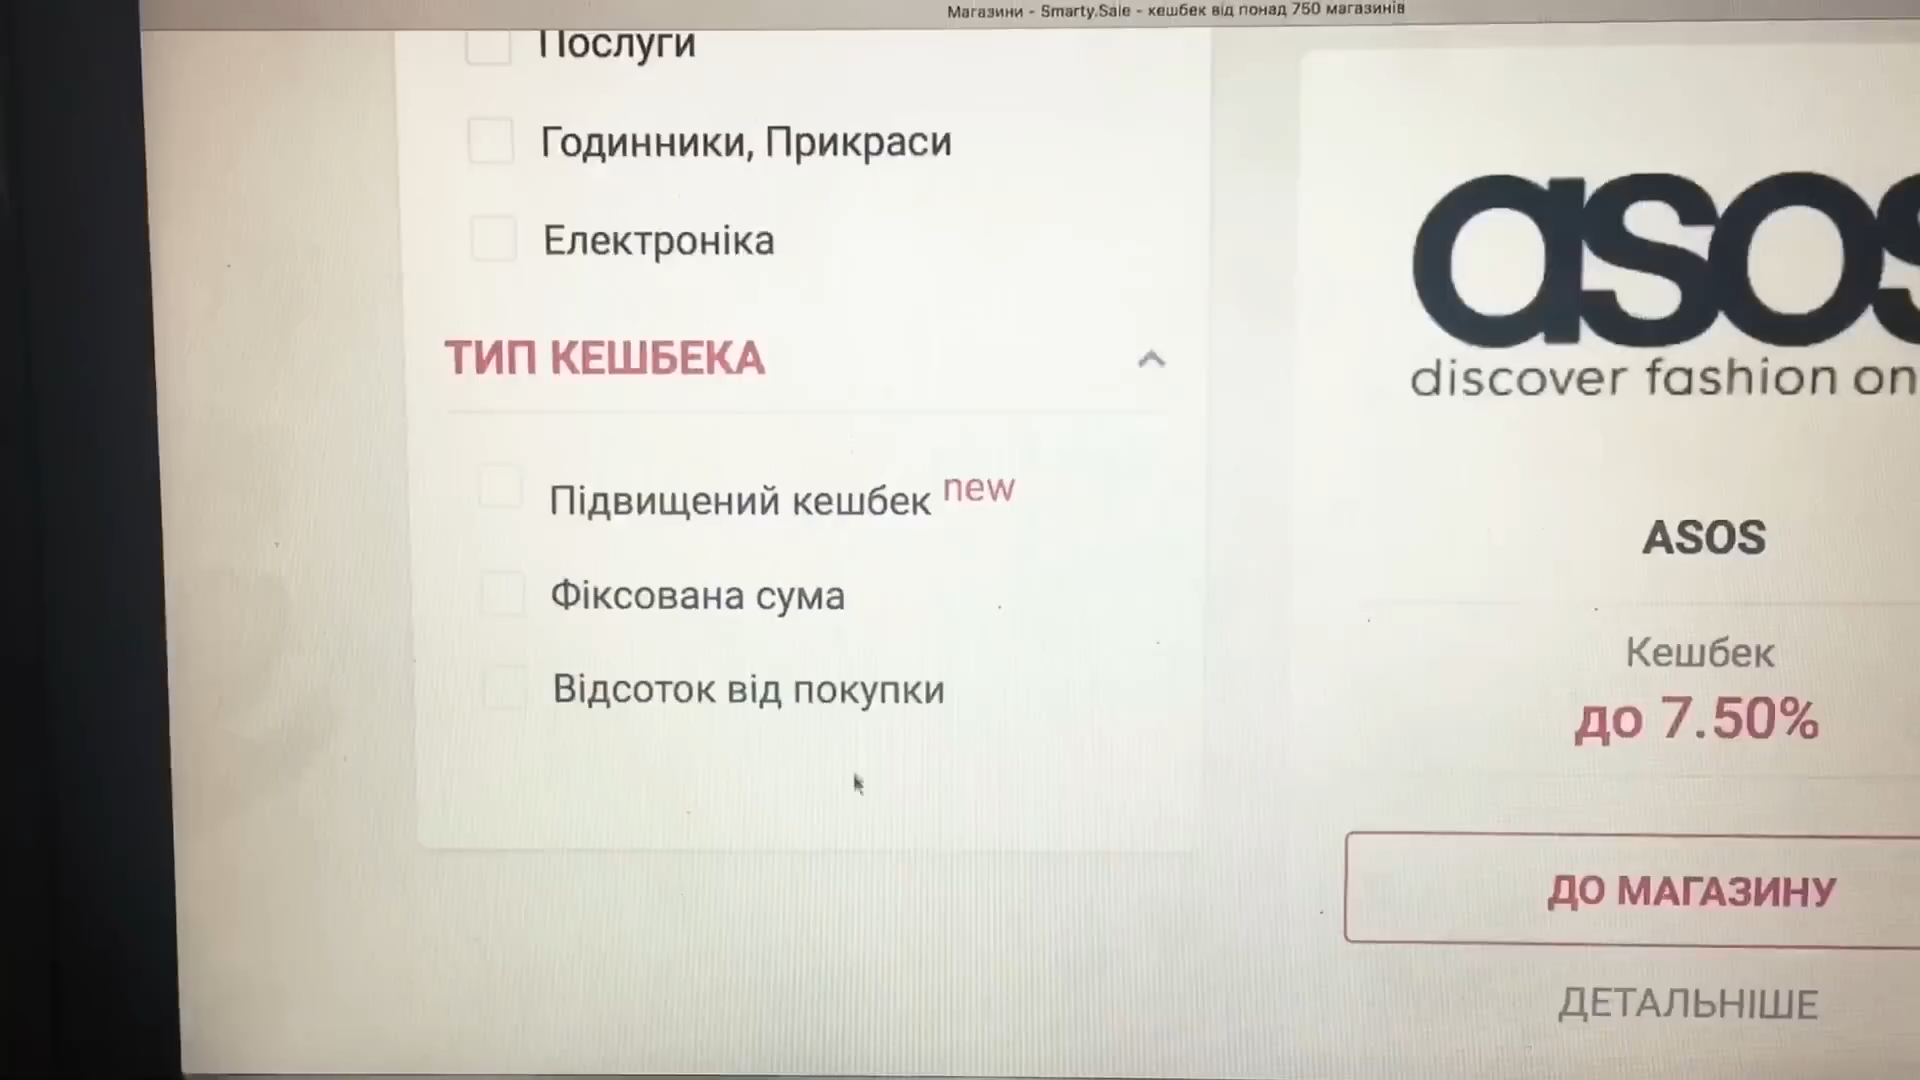 Магазини - Smarty.Sale - кешбек від понад 750 магазинів
Послуги
Годинники, Прикраси
Електроніка
ТИП КЕШБЕКА
Підвищений кешбек new
Фіксована сума
Відсоток від покупки
asos
discover fashion on
ASOS
Кешбек
до 7.50%
ДО МАГАЗИНУ
ДЕТАЛЬНІШЕ